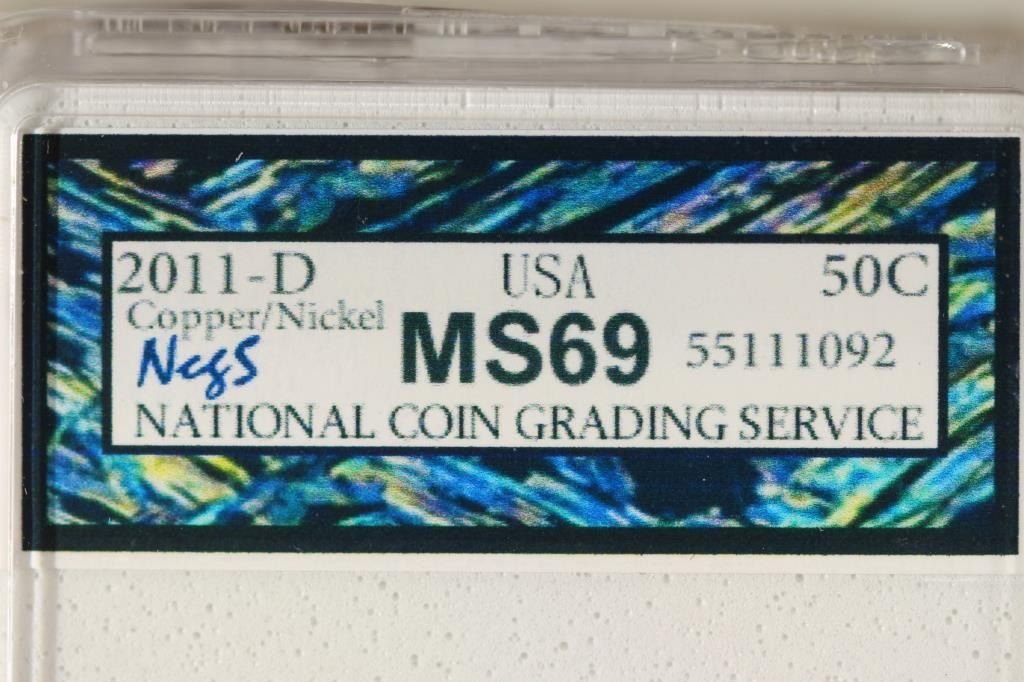 2011-D USA 50C
Copper/Nickel
MS69 55111092
NcgS
NATIONAL COIN GRADING SERVICE